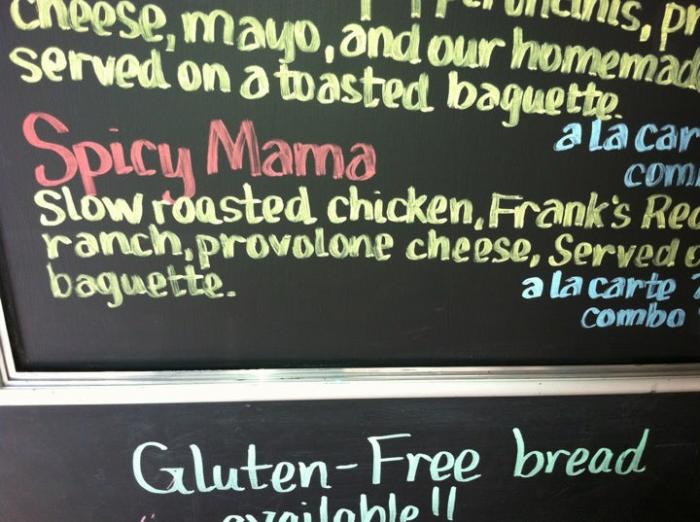 cheese, mayo, and our homemad
served on a toasted baguette.
a la car
Spicy Mama
com
Slow roasted chicken, Frank's Re
ranch, provolone cheese, Served
baguette.
a la carte
combo
Gluten-Free bread
available!!